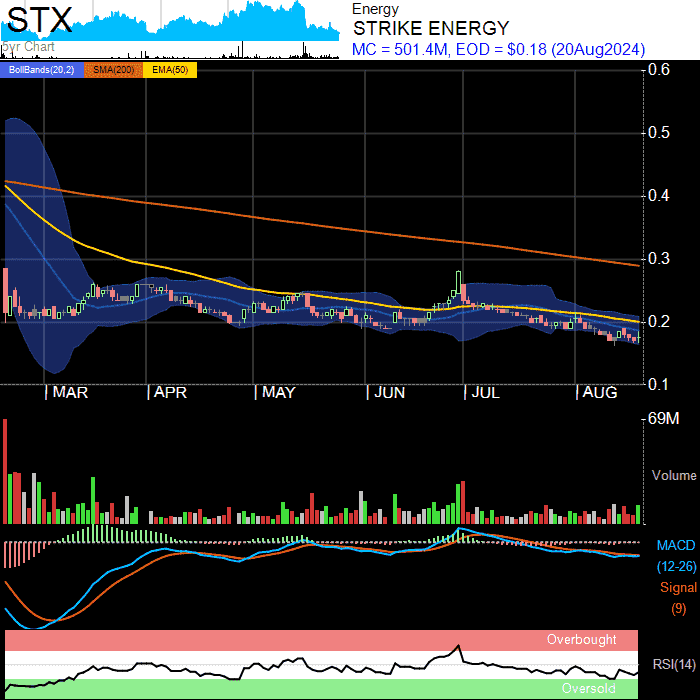 STX
5yr Chart
Energy
STRIKE ENERGY
MC = 501.4M, EOD = $0.18 (20Aug2024)
BollBands(20,2) SMA(200) EMA(50)
0.6
0.5
0.4
0.3
0.2
0.1
MAR APR MAY JUN JUL AUG
69M
Volume
MACD
(12-26)
Signal
(9)
Overbought
RSI(14)
Oversold